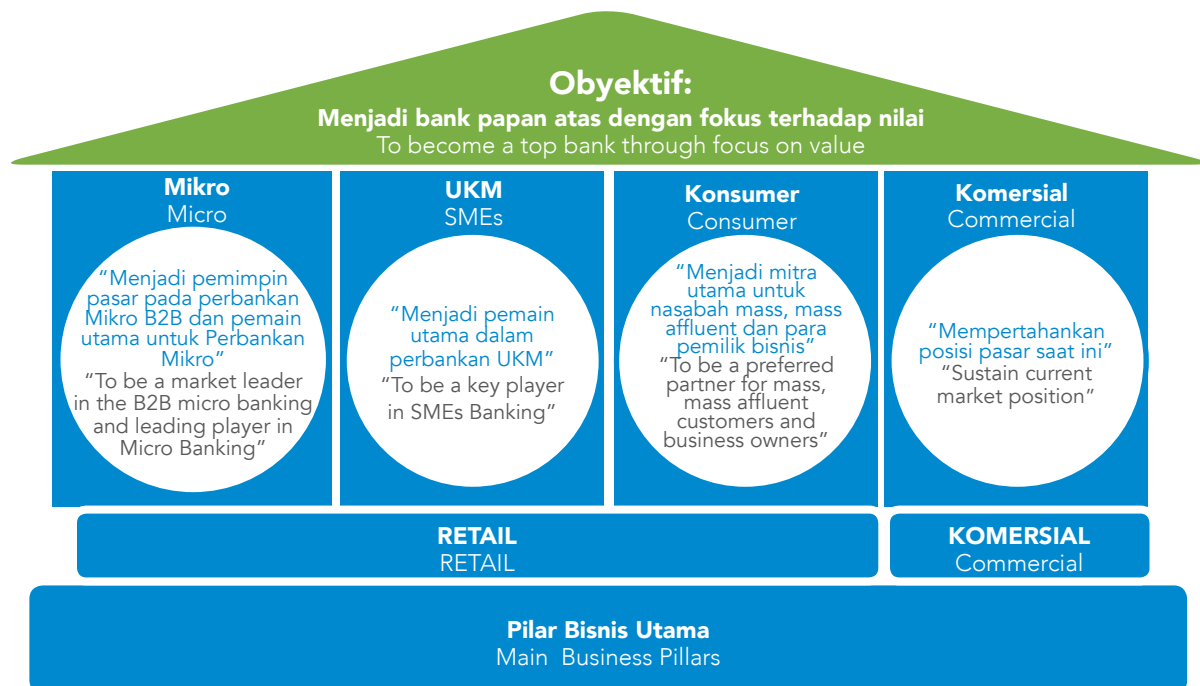 Obyektif:
Menjadi bank papan atas dengan fokus terhadap nilai
To become a top bank through focus on value
Mikro
Micro
“Menjadi pemimpin
pasar pada perbankan
Mikro B2B dan pemain
utama untuk Perbankan
Mikro”
“To be a market leader
in the B2B micro banking
and leading player in
Micro Banking”
UKM
SMEs
“Menjadi pemain
utama dalam
perbankan UKM”
“To be a key player
in SMEs Banking”
Konsumer
Consumer
“Menjadi mitra
utama untuk
nasabah mass, mass
affluent dan para
pemilik bisnis”
“To be a preferred
partner for mass,
mass affluent
customers and
business owners”
Komersial
Commercial
“Mempertahankan
posisi pasar saat ini”
“Sustain current
market position”
RETAIL
RETAIL
KOMERSIAL
Commercial
Pilar Bisnis Utama
Main Business Pillars